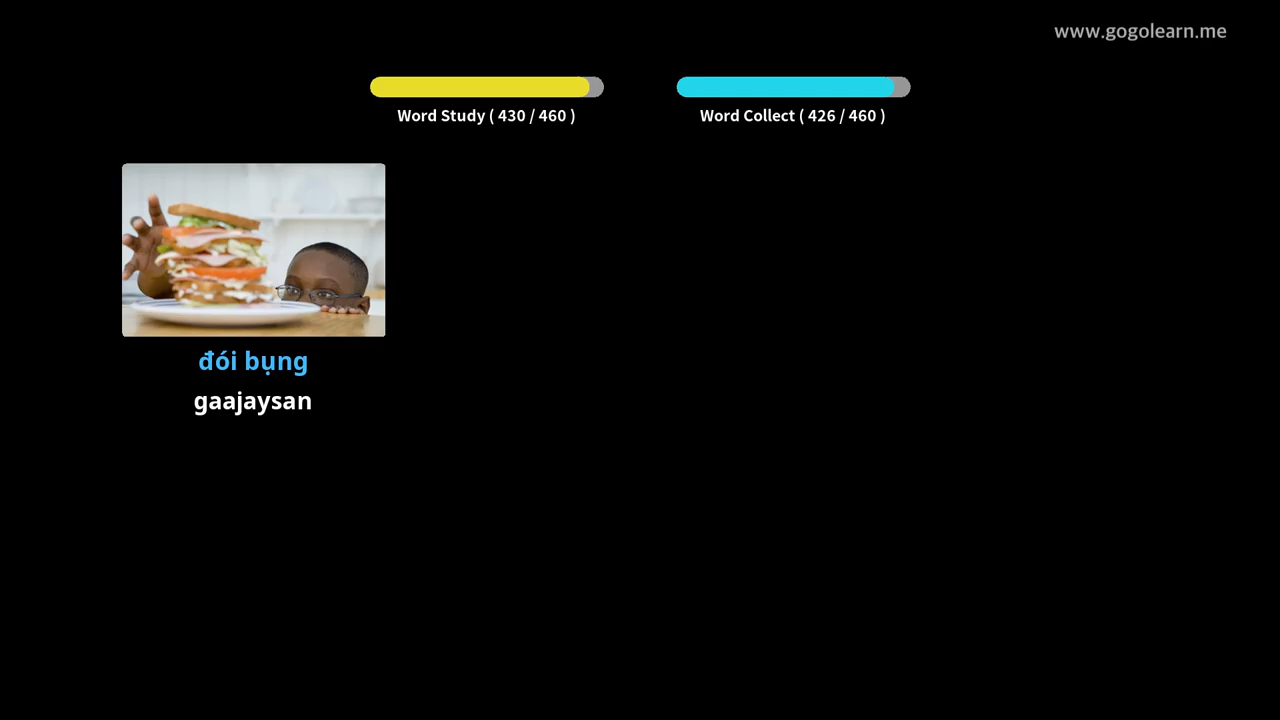 www.gogolearn.me
Word Study ( 430 / 460 )
Word Collect ( 426 / 460 )
đói bụng
gaajaysan